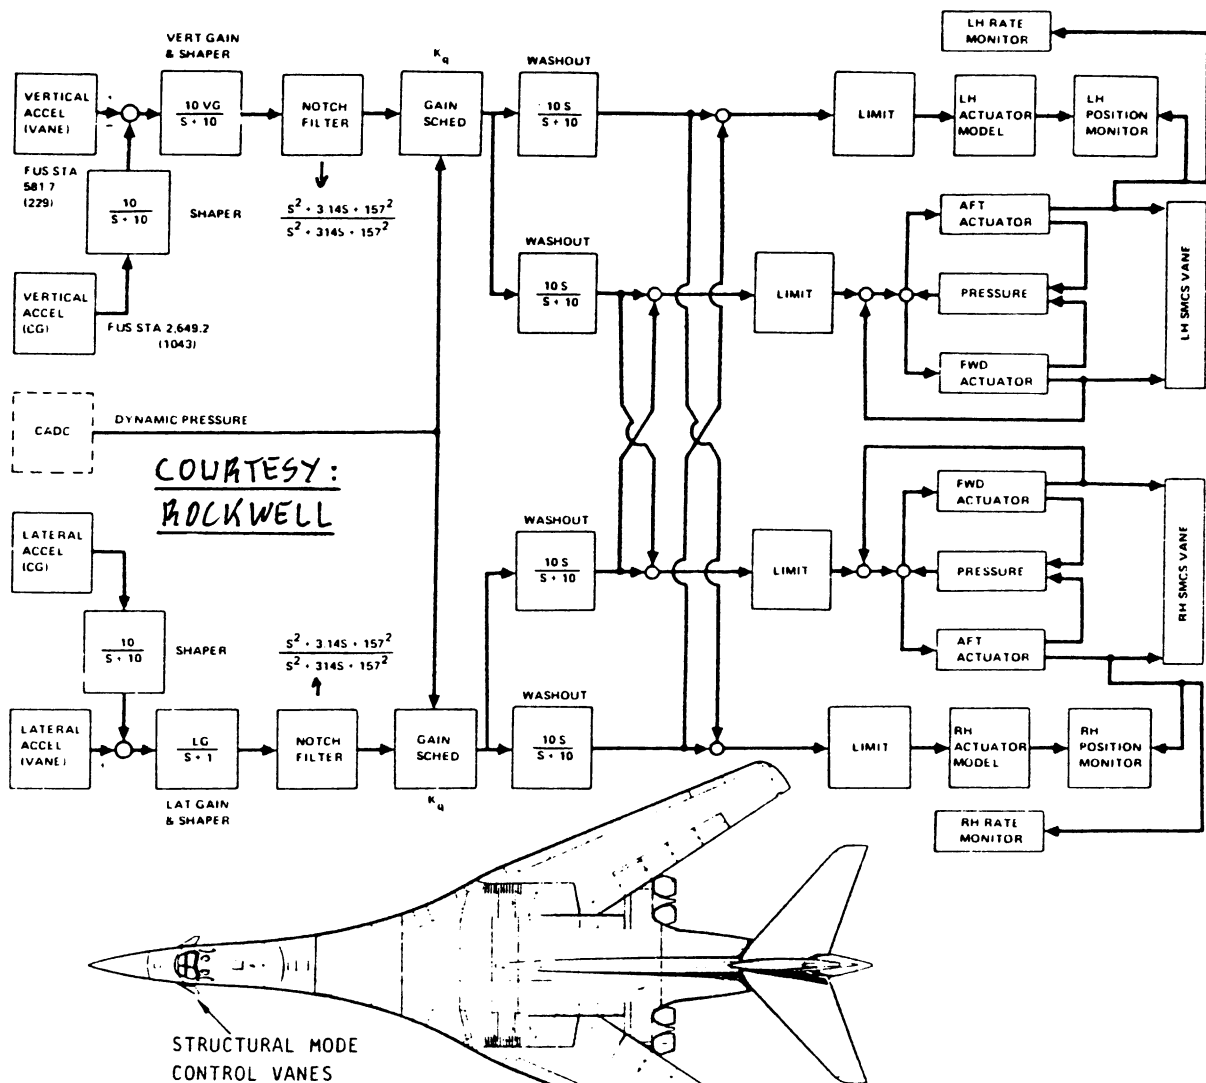 LH RATE
MONITOR
VERT GAIN
& SHAPER
Kq
WASHOUT
VERTICAL
ACCEL
(VANE)
10 VG
S + 10
NOTCH
FILTER
GAIN
SCHED
10 S
S + 10
LIMIT
LH
ACTUATOR
MODEL
LH
POSITION
MONITOR
FUS STA
581 7
(229)
10
S + 10
SHAPER
S² + 3 14S + 157²
S² + 314S + 157²
AFT
ACTUATOR
WASHOUT
10 S
S + 10
LIMIT
PRESSURE
LH SMCS VANE
VERTICAL
ACCEL
(CG)
FUS STA 2,649.2
(1043)
FWD
ACTUATOR
CADC
DYNAMIC PRESSURE
COURTESY:
ROCKWELL
LATERAL
ACCEL
(CG)
WASHOUT
10 S
S + 10
LIMIT
FWD
ACTUATOR
PRESSURE
RH SMCS VANE
10
S + 10
SHAPER
S² + 3 14S + 157²
S² + 314S + 157²
AFT
ACTUATOR
WASHOUT
LATERAL
ACCEL
(VANE)
LG
S + 1
NOTCH
FILTER
GAIN
SCHED
10 S
S + 10
LIMIT
RH
ACTUATOR
MODEL
RH
POSITION
MONITOR
LAT GAIN
& SHAPER
Kq
RH RATE
MONITOR
STRUCTURAL MODE
CONTROL VANES